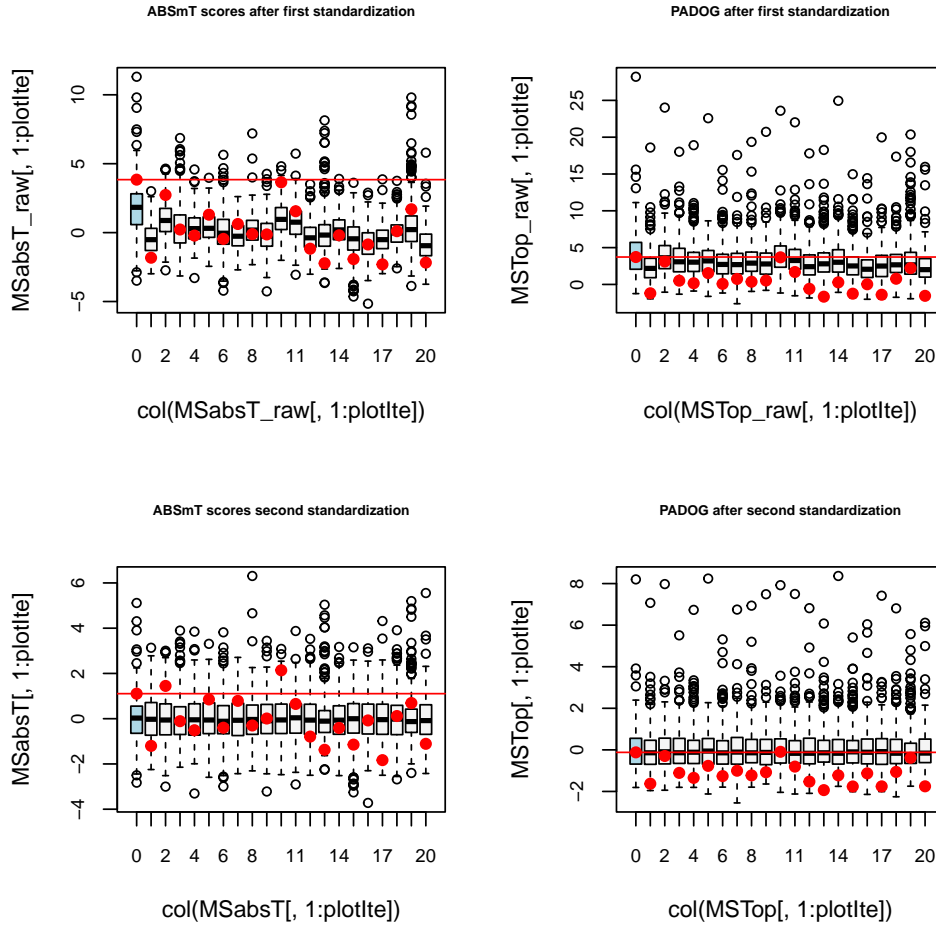 ABSmT scores after first standardization
MSabsT_raw[, 1:plotIte]
10
5
0
−5
0 2 4 6 8 11 14 17 20
col(MSabsT_raw[, 1:plotIte])
PADOG after first standardization
MSTop_raw[, 1:plotIte]
25
20
15
10
5
0
0 2 4 6 8 11 14 17 20
col(MSTop_raw[, 1:plotIte])
ABSmT scores second standardization
MSabsT[, 1:plotIte]
6
4
2
0
−2
−4
0 2 4 6 8 11 14 17 20
col(MSabsT[, 1:plotIte])
PADOG after second standardization
MSTop[, 1:plotIte]
8
6
4
2
0
−2
0 2 4 6 8 11 14 17 20
col(MSTop[, 1:plotIte])